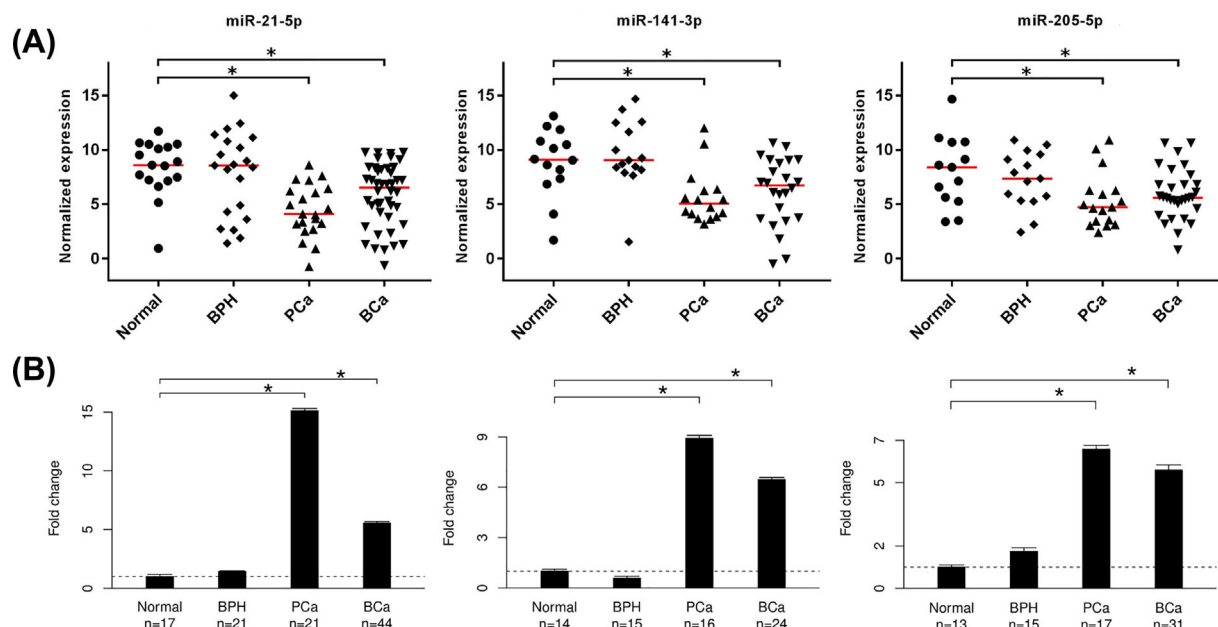 miR-21-5p
miR-141-3p
miR-205-5p
(A)
*
*
Normalized expression
15
10
5
0
Normal
BPH
PCa
BCa
*
*
Normalized expression
15
10
5
0
Normal
BPH
PCa
BCa
*
*
Normalized expression
15
10
5
0
Normal
BPH
PCa
BCa
(B)
*
*
Fold change
15
10
5
0
Normal BPH PCa BCa
n=17 n=21 n=21 n=44
*
*
Fold change
9
6
3
0
Normal BPH PCa BCa
n=14 n=15 n=16 n=24
*
*
Fold change
7
5
2
0
Normal BPH PCa BCa
n=13 n=15 n=17 n=31